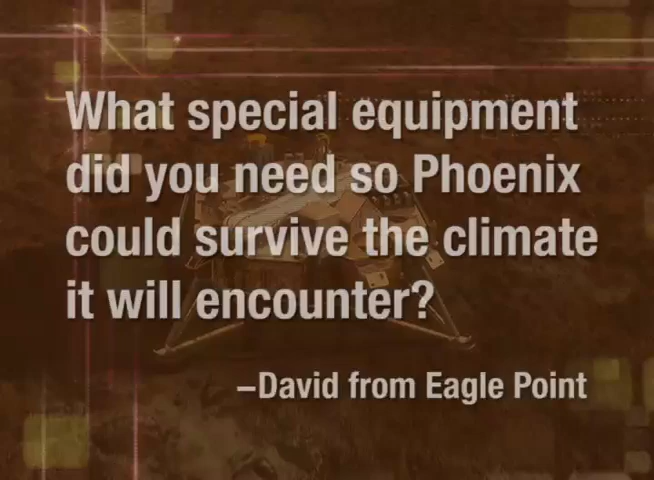 What special equipment
did you need so Phoenix
could survive the climate
it will encounter?
–David from Eagle Point